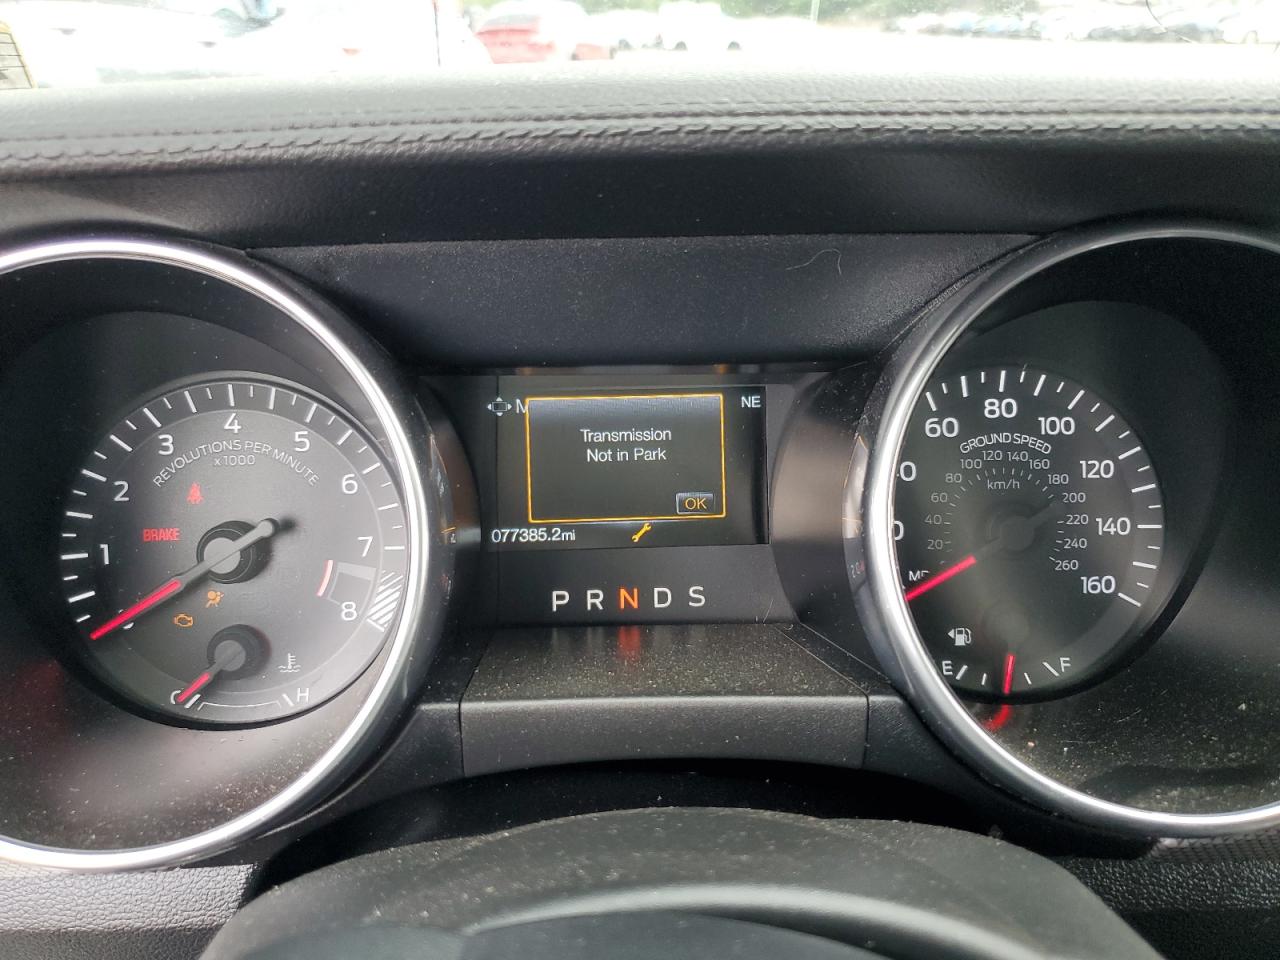 1
2
3
4
5
6
7
8
REVOLUTIONS PER MINUTE
x1000
BRAKE
C
H
M
NE
Transmission
Not in Park
OK
077385.2mi
P R N D S
60
80
100
120
140
160
GROUND SPEED
km/h
20
40
60
80
100
120
140
160
180
200
220
240
260
E
F